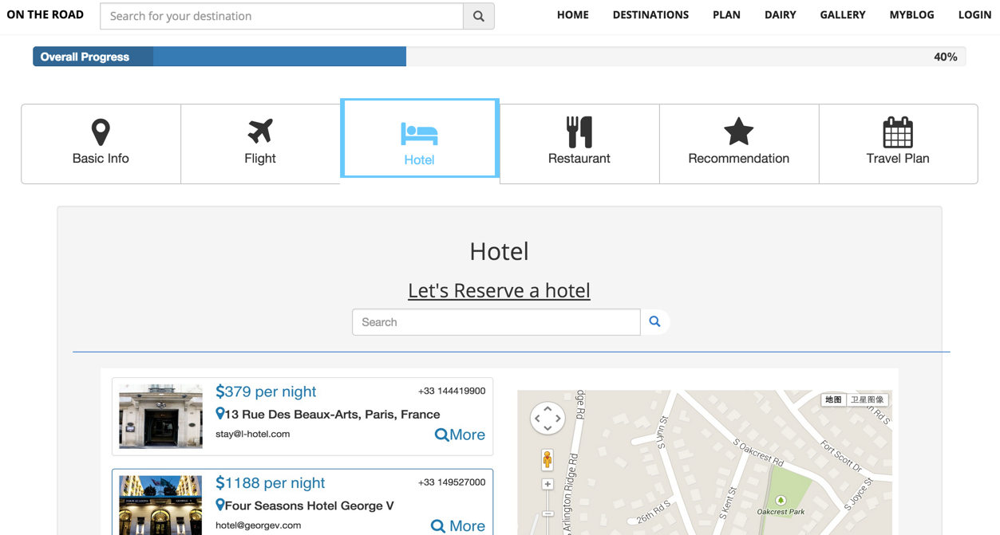 ON THE ROAD
Search for your destination
HOME DESTINATIONS PLAN DAIRY GALLERY MYBLOG LOGIN
Overall Progress
40%
Basic Info
Flight
Hotel
Restaurant
Recommendation
Travel Plan
Hotel
Let's Reserve a hotel
Search
$379 per night
+33 144419900
13 Rue Des Beaux-Arts, Paris, France
stay@l-hotel.com
More
$1188 per night
+33 149527000
Four Seasons Hotel George V
hotel@georgev.com
More
地图
卫星图像
dge Rd
S Lynn St
S Oakcrest Rd
Fort Scott Dr
S Joyce St
S Kent St
26th Rd S
Arlington Ridge Rd
Oakcrest Park